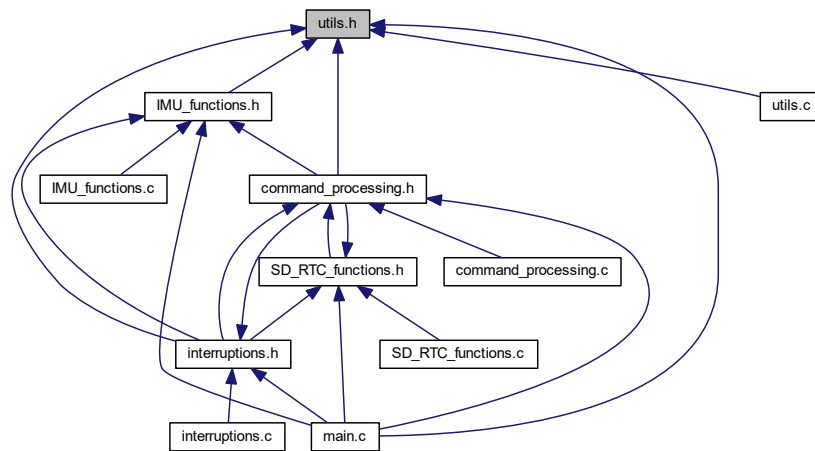 utils.h
IMU_functions.h
utils.c
IMU_functions.c
command_processing.h
SD_RTC_functions.h
command_processing.c
interruptions.h
SD_RTC_functions.c
interruptions.c
main.c